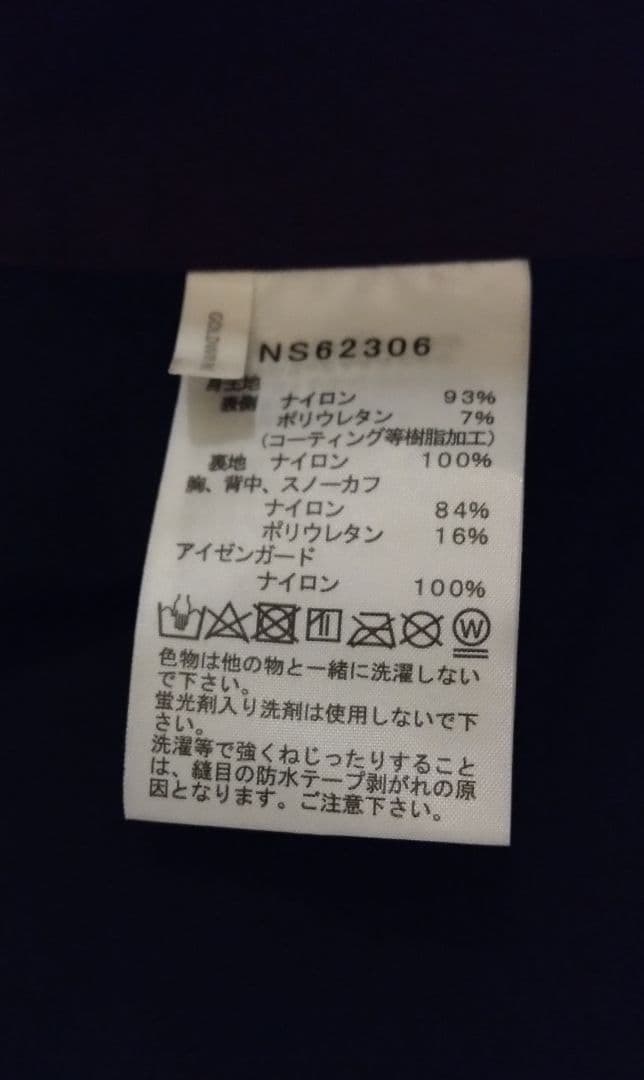 GOLDWIN
NS62306
身生地
表側 ナイロン 93%
ポリウレタン 7%
(コーティング等樹脂加工)
裏地 ナイロン 100%
胸、背中、スノーカフ
ナイロン 84%
ポリウレタン 16%
アイゼンガード
ナイロン 100%
W
色物は他の物と一緒に洗濯しない
で下さい。
蛍光剤入り洗剤は使用しないで下
さい。
洗濯等で強くねじったりすること
は、縫目の防水テープ剥がれの原
因となります。ご注意下さい。